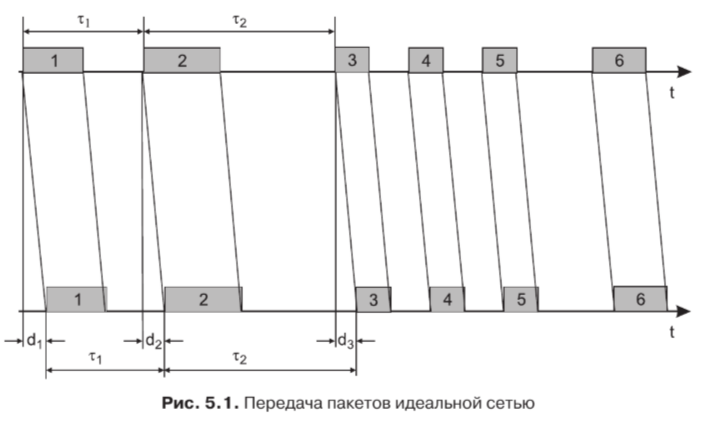 τ₁ τ₂
1 2 3 4 5 6
t
1 2 3 4 5 6
t
d₁ d₂ d₃
τ₁ τ₂
Рис. 5.1. Передача пакетов идеальной сетью